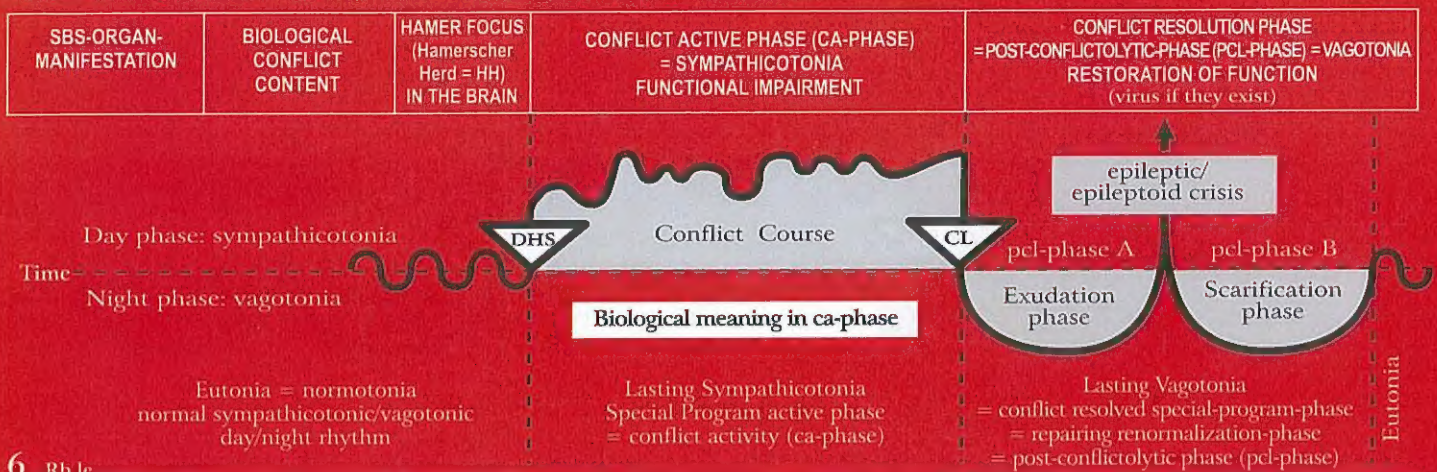 SBS-ORGAN-
MANIFESTATION
BIOLOGICAL
CONFLICT
CONTENT
HAMER FOCUS
(Hamerscher
Herd = HH)
IN THE BRAIN
CONFLICT ACTIVE PHASE (CA-PHASE)
= SYMPATHICOTONIA
FUNCTIONAL IMPAIRMENT
CONFLICT RESOLUTION PHASE
=POST-CONFLICTOLYTIC-PHASE (PCL-PHASE) = VAGOTONIA
RESTORATION OF FUNCTION
(virus if they exist)
epileptic/
epileptoid crisis
Day phase: sympathicotonia
DHS
Conflict Course
CL
pcl-phase A
pcl-phase B
Time
Night phase: vagotonia
Exudation
phase
Scarification
phase
Biological meaning in ca-phase
Eutonia = normotonia
normal sympathicotonic/vagotonic
day/night rhythm
Lasting Sympathicotonia
Special Program active phase
= conflict activity (ca-phase)
Lasting Vagotonia
= conflict resolved special-program-phase
= repairing renormalization-phase
= post-conflictolytic phase (pcl-phase)
Eutonia
6